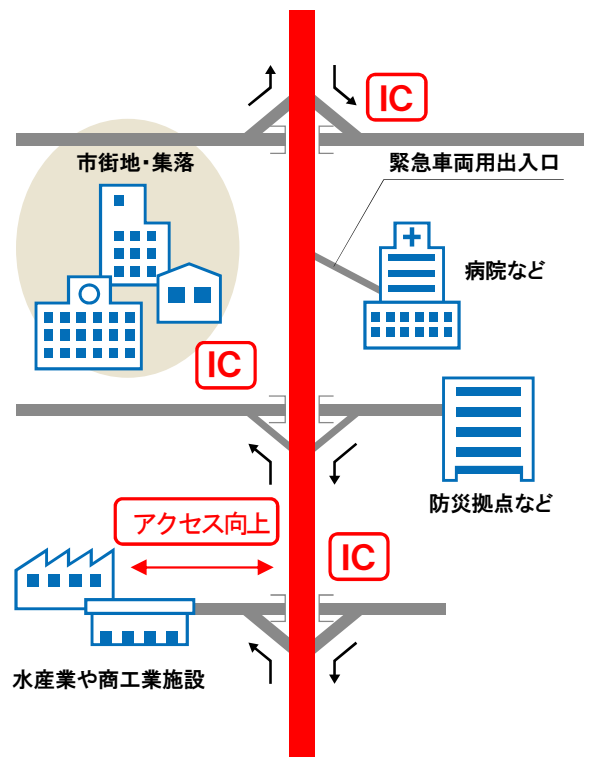 IC
市街地・集落
緊急車両用出入口
病院など
IC
防災拠点など
アクセス向上
IC
水産業や商工業施設